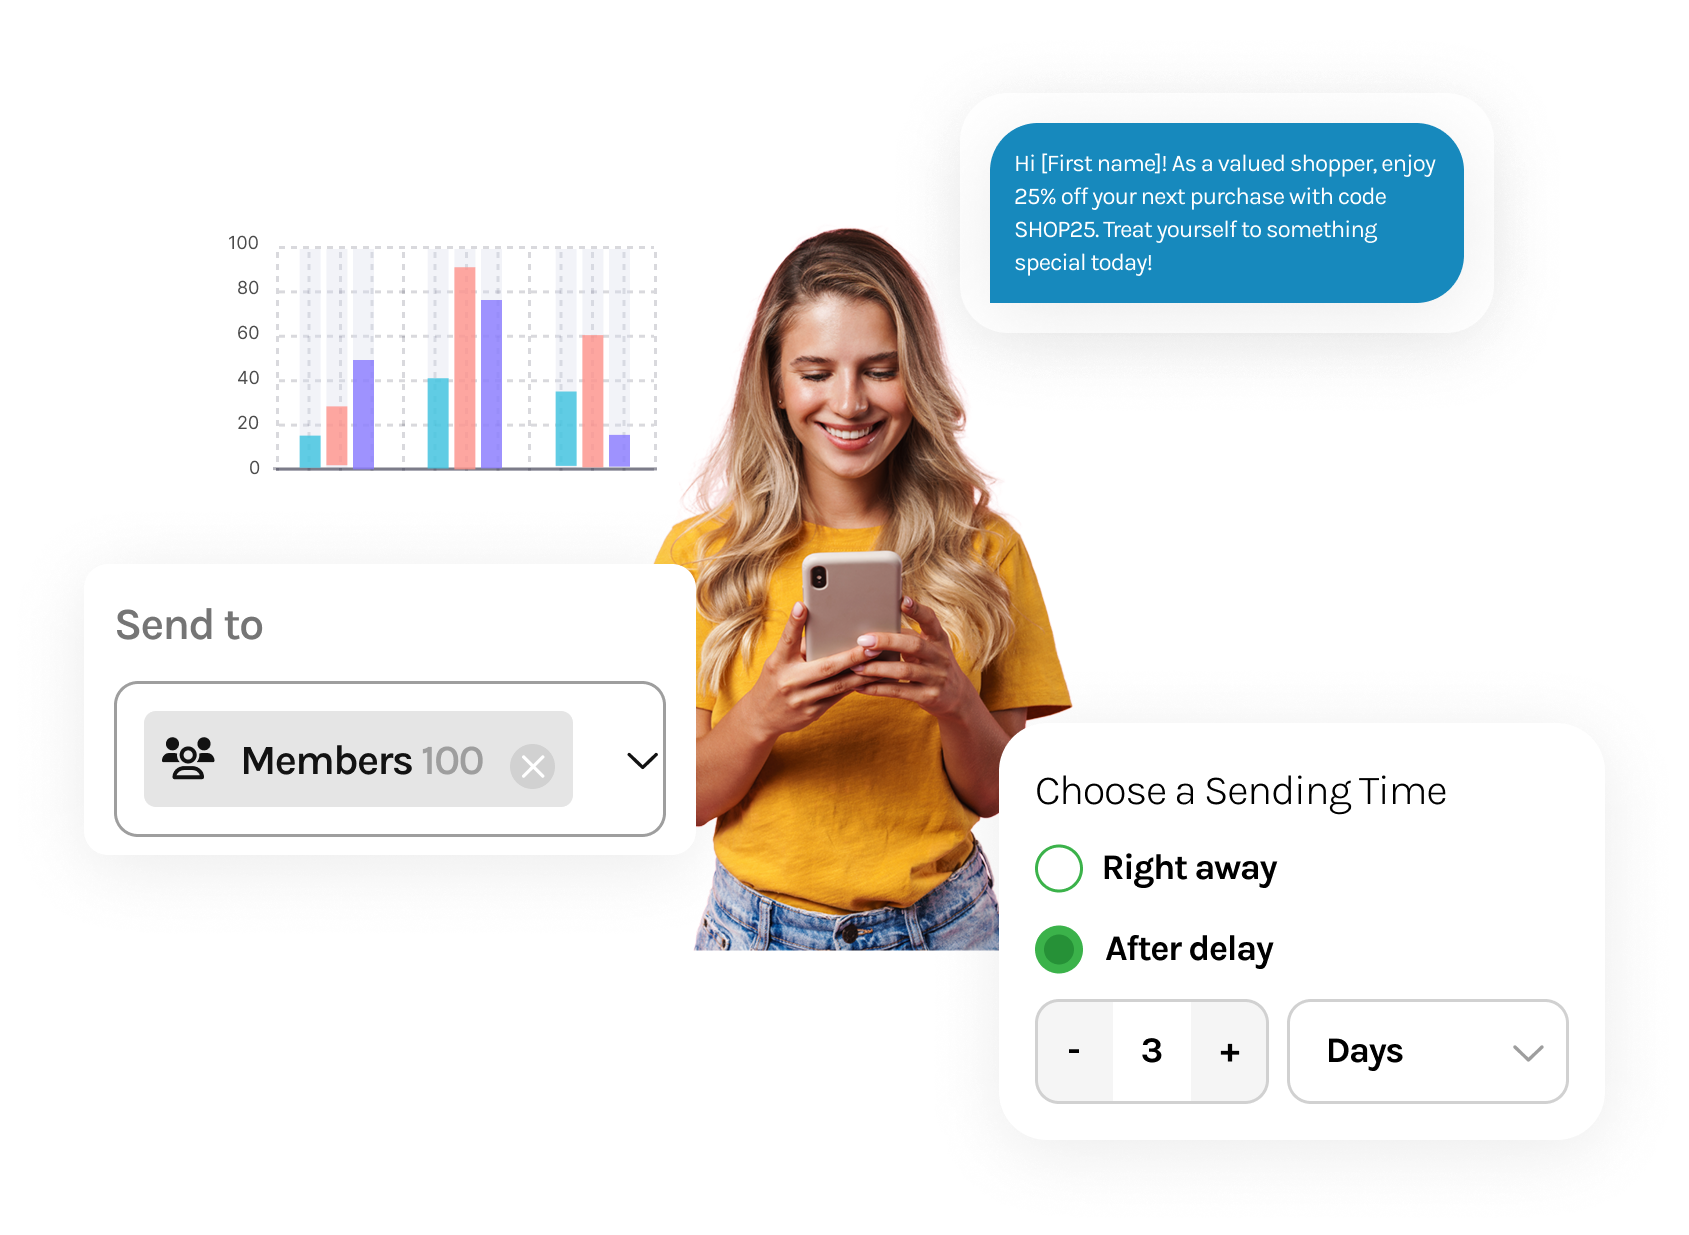 Hi [First name]! As a valued shopper, enjoy
25% off your next purchase with code
SHOP25. Treat yourself to something
special today!
100
80
60
40
20
0
Send to
Members 100
Choose a Sending Time
Right away
After delay
- 3 +
Days